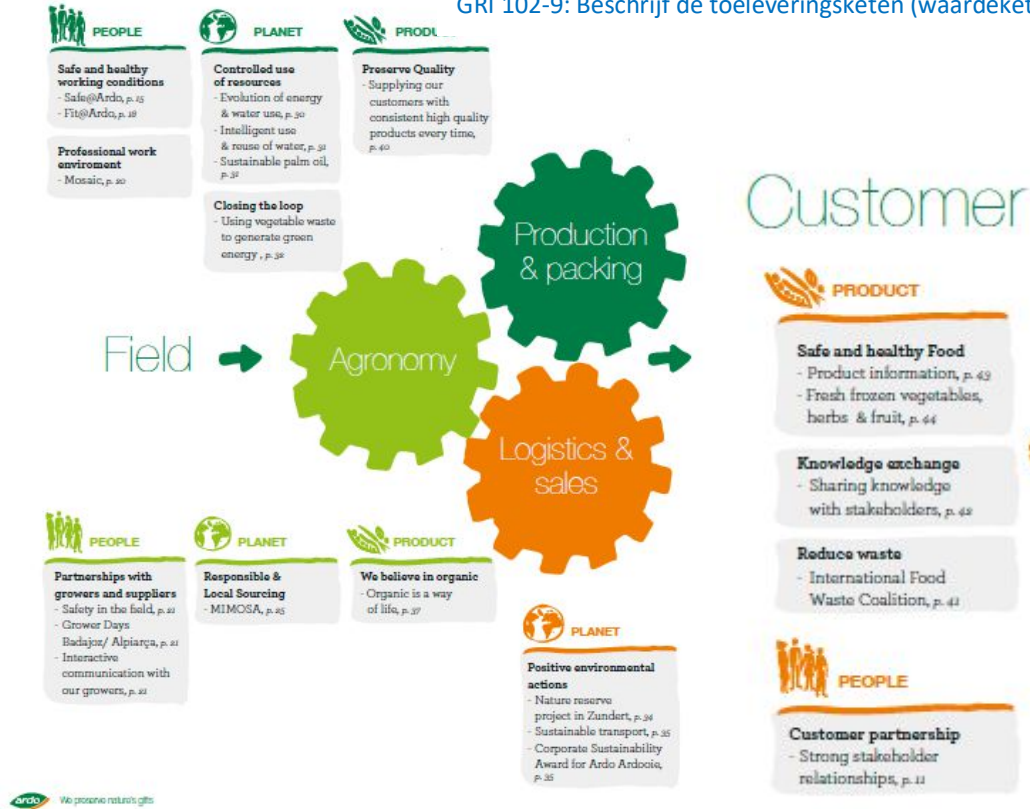 GRI 102-9: Beschrijf de toeleveringsketen (waardeket
PEOPLE
Safe and healthy
working conditions
- Safe@Ardo, p. 15
- Fit@Ardo, p. 18
Professional work
enviroment
- Mosaic, p. 20
PLANET
Controlled use
of resources
- Evolution of energy
& water use, p. 30
- Intelligent use
& reuse of water, p. 31
- Sustainable palm oil,
p. 32
Closing the loop
- Using vegetable waste
to generate green
energy , p. 32
Preserve Quality
- Supplying our
customers with
consistent high quality
products every time,
p. 40
Field
Agronomy
Production
& packing
Logistics &
sales
Customer
PRODUCT
Safe and healthy Food
- Product information, p. 43
- Fresh frozen vegetables,
herbs & fruit, p. 44
Knowledge exchange
- Sharing knowledge
with stakeholders, p. 42
Reduce waste
- International Food
Waste Coalition, p. 41
PEOPLE
Customer partnership
- Strong stakeholder
relationships, p. 11
PEOPLE
Partnerships with
growers and suppliers
- Safety in the field, p. 21
- Grower Days
Badajoz/ Alpiarça, p. 21
- Interactive
communication with
our growers, p. 22
PLANET
Responsible &
Local Sourcing
- MIMOSA, p. 25
PRODUCT
We believe in organic
- Organic is a way
of life, p. 37
PLANET
Positive environmental
actions
- Nature reserve
project in Zundert, p. 34
- Sustainable transport, p. 35
- Corporate Sustainability
Award for Ardo Ardooie,
p. 35
ardo
We preserve nature's gifts